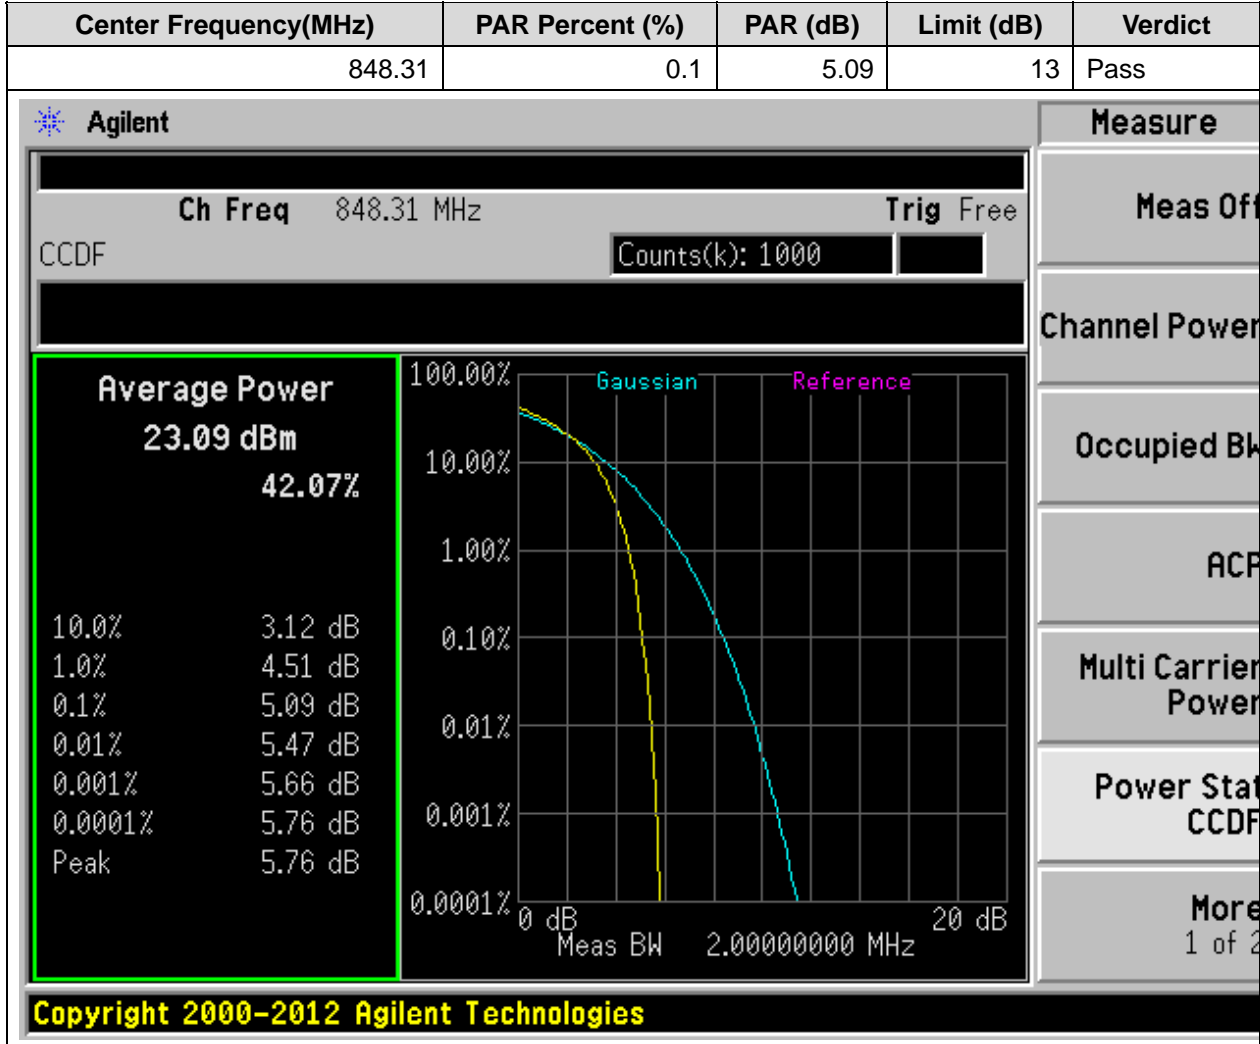 Center Frequency(MHz) PAR Percent (%) PAR (dB) Limit (dB) Verdict
848.31 0.1 5.09 13 Pass
Agilent
Measure
Ch Freq 848.31 MHz Trig Free
Meas Off
CCDF Counts(k): 1000
Channel Power
Average Power
23.09 dBm
42.07%
10.0% 3.12 dB
1.0% 4.51 dB
0.1% 5.09 dB
0.01% 5.47 dB
0.001% 5.66 dB
0.0001% 5.76 dB
Peak 5.76 dB
100.00%
Gaussian Reference
10.00%
1.00%
0.10%
0.01%
0.001%
0.0001%
0 dB 20 dB
Meas BW 2.00000000 MHz
Occupied BW
ACP
Multi Carrier
Power
Power Stat
CCDF
More
1 of 2
Copyright 2000-2012 Agilent Technologies